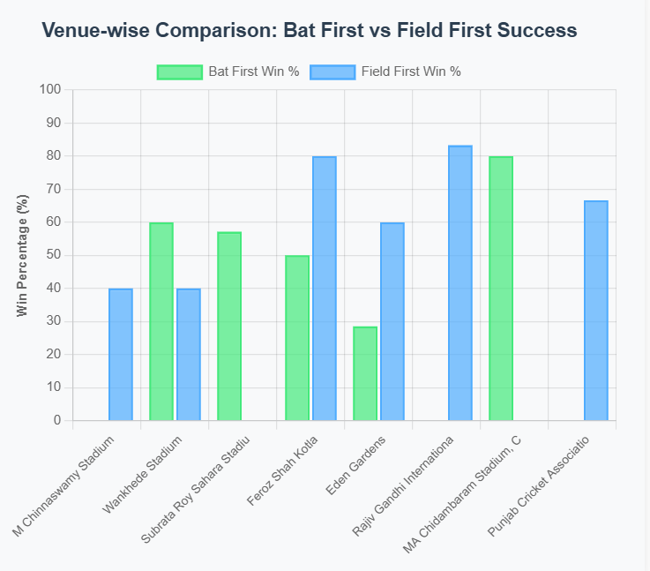 Venue-wise Comparison: Bat First vs Field First Success
Bat First Win %
Field First Win %
Win Percentage (%)
100
90
80
70
60
50
40
30
20
10
0
M Chinnaswamy Stadium
Wankhede Stadium
Subrata Roy Sahara Stadiu
Feroz Shah Kotla
Eden Gardens
Rajiv Gandhi Internationa
MA Chidambaram Stadium, C
Punjab Cricket Associatio